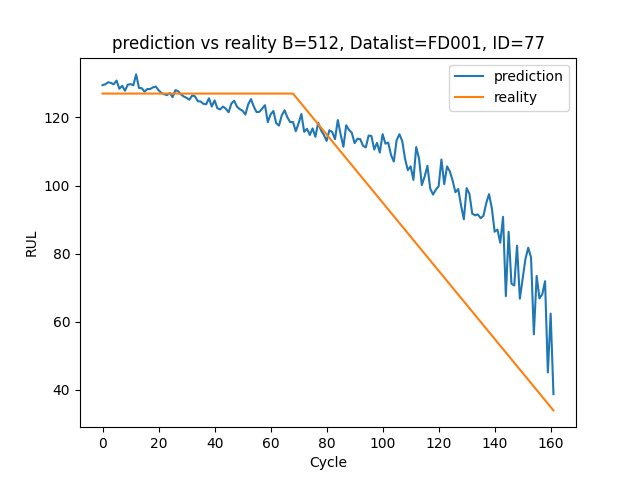 prediction vs reality B=512, Datalist=FD001, ID=77
prediction
reality
RUL
120
100
80
60
40
0 20 40 60 80 100 120 140 160
Cycle